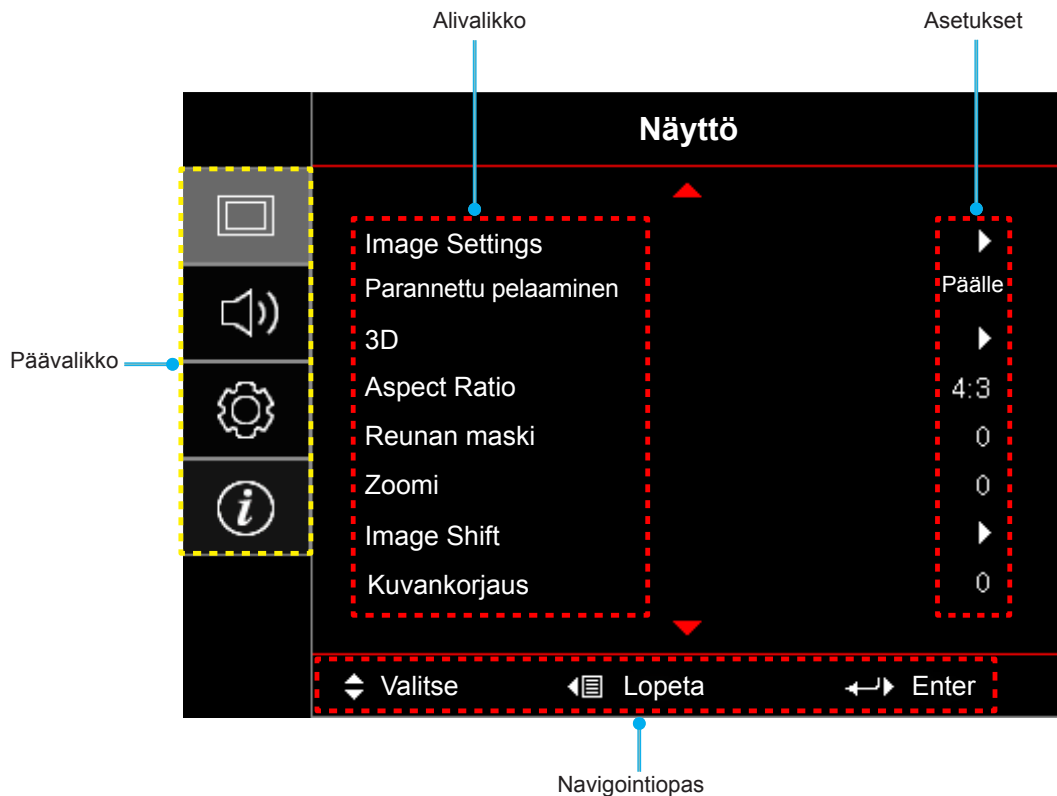 Alivalikko
Asetukset
Näyttö
Image Settings
Parannettu pelaaminen Päälle
3D
Päävalikko
Aspect Ratio 4:3
Reunan maski 0
Zoomi 0
Image Shift
Kuvankorjaus 0
Valitse Lopeta Enter
Navigointiopas